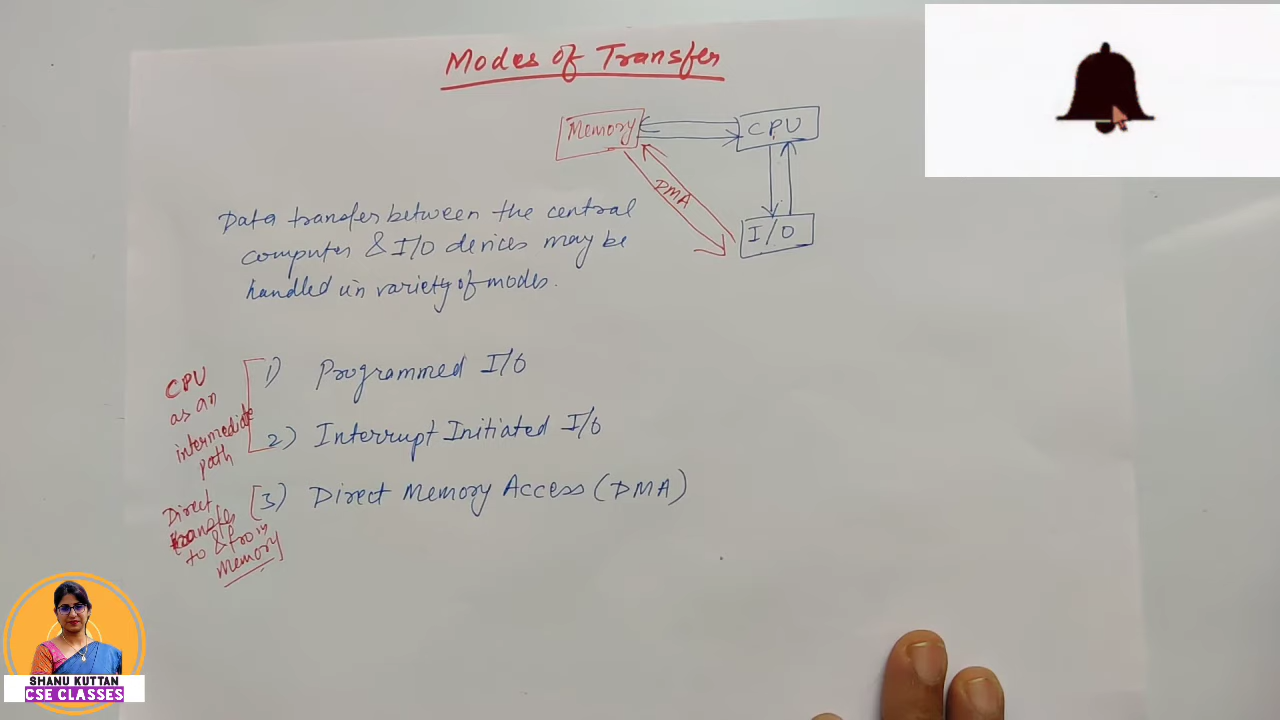 Modes of Transfer
Memory
CPU
DMA
I/O
Data transfer between the central
computer & I/O devices may be
handled in variety of modes.
CPU
as an
intermediate
path
1) Programmed I/O
2) Interrupt Initiated I/O
Direct
transfer
to & from
Memory
3) Direct Memory Access (DMA)
SHANU KUTTAN
CSE CLASSES